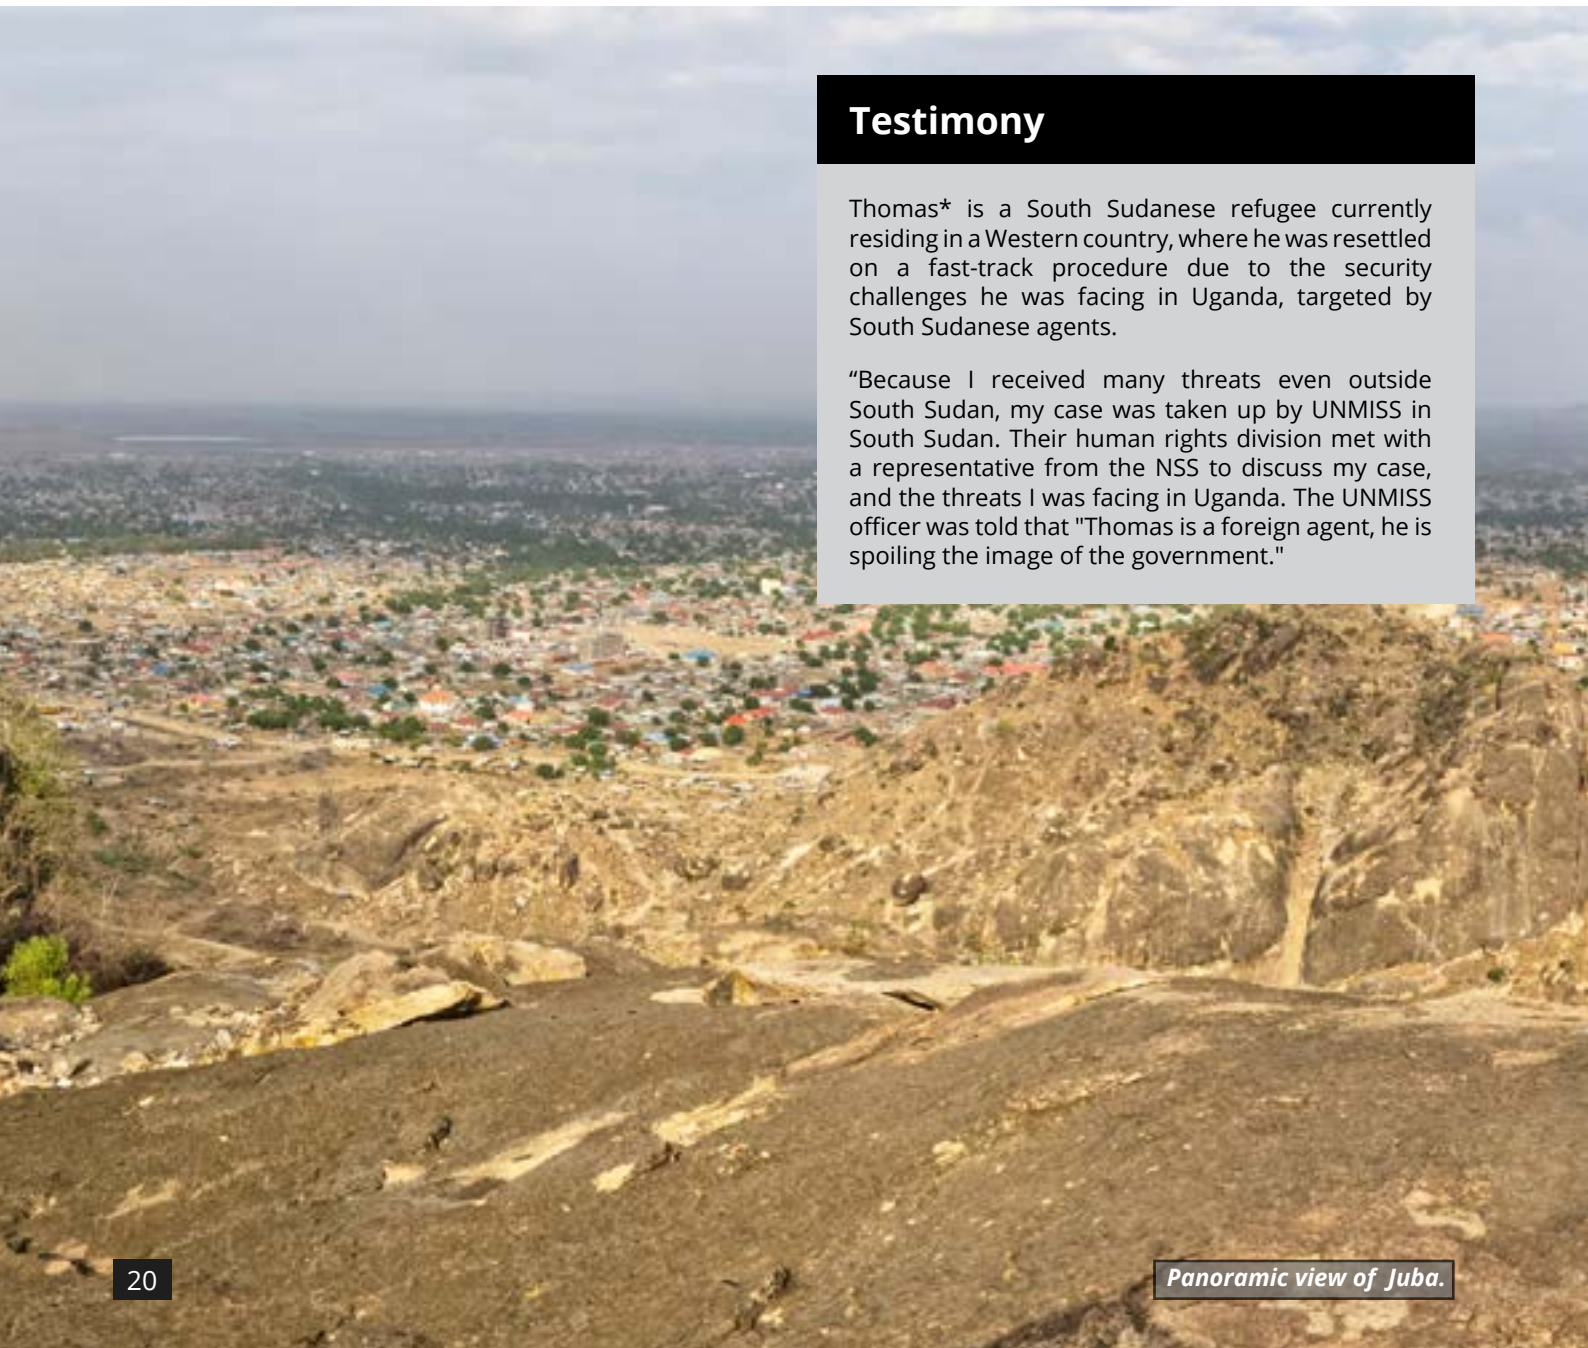 Testimony
Thomas* is a South Sudanese refugee currently
residing in a Western country, where he was resettled
on a fast-track procedure due to the security
challenges he was facing in Uganda, targeted by
South Sudanese agents.
“Because I received many threats even outside
South Sudan, my case was taken up by UNMISS in
South Sudan. Their human rights division met with
a representative from the NSS to discuss my case,
and the threats I was facing in Uganda. The UNMISS
officer was told that "Thomas is a foreign agent, he is
spoiling the image of the government."
20
Panoramic view of Juba.